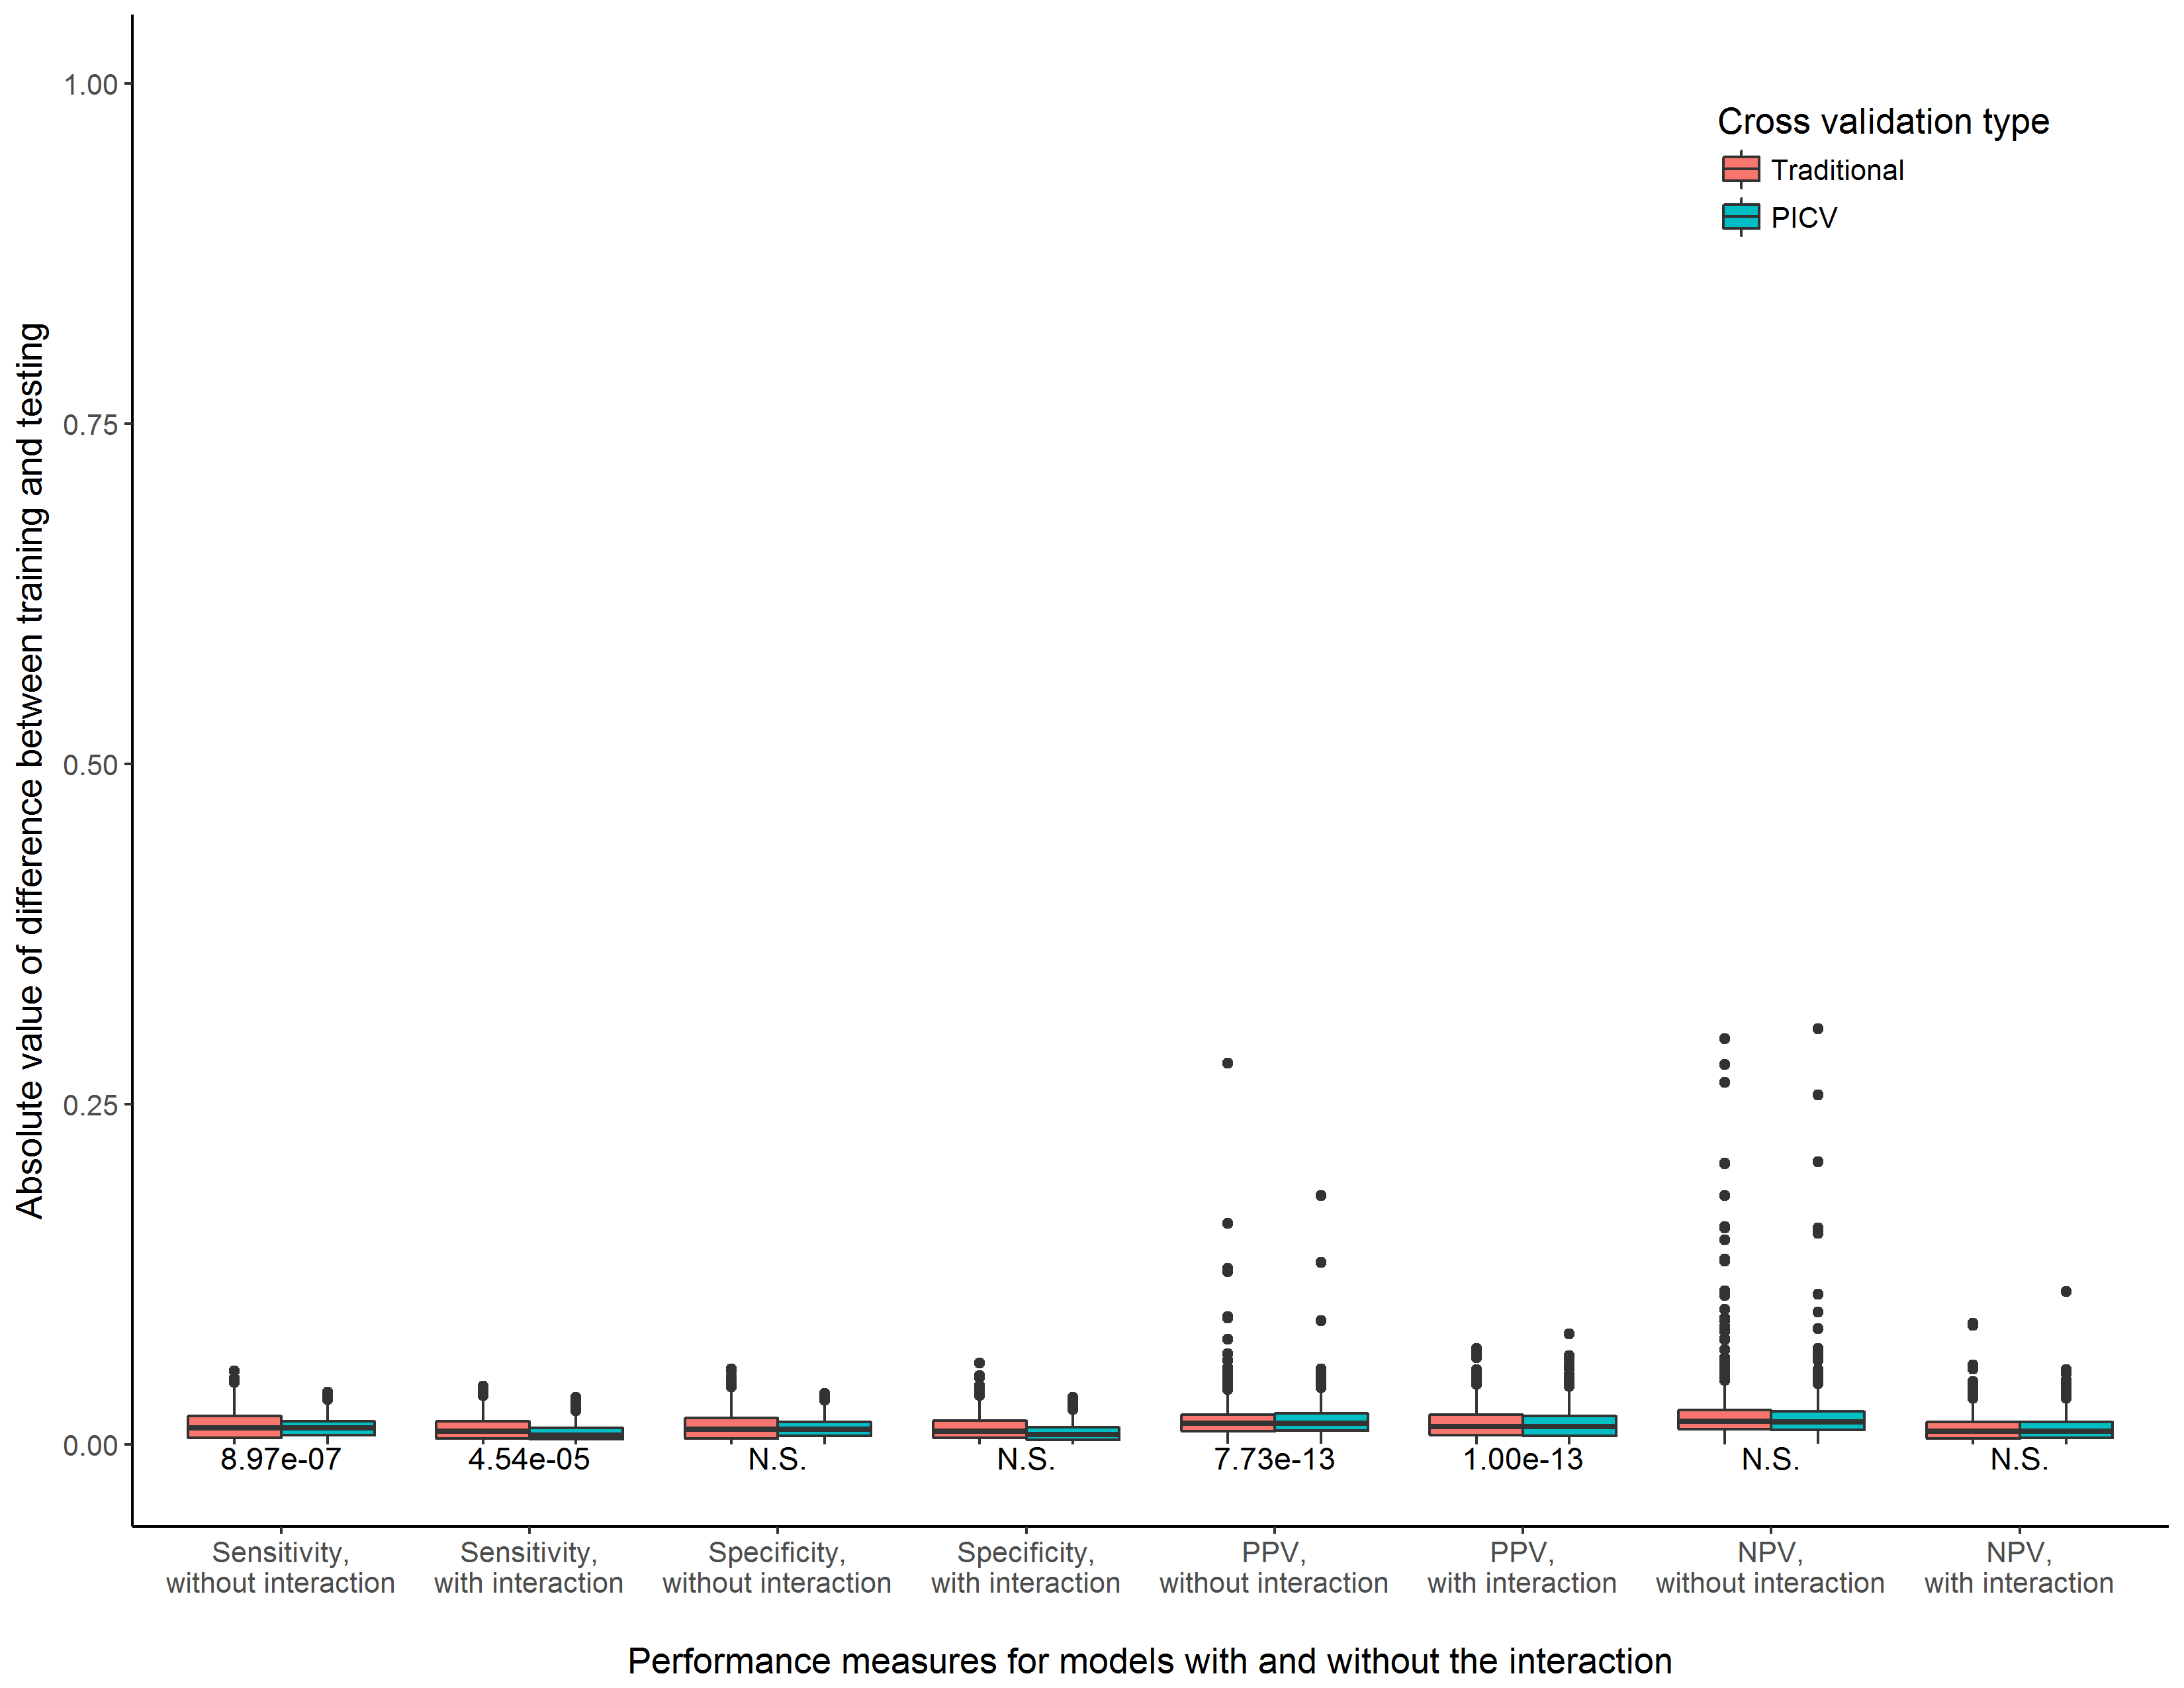 Absolute value of difference between training and testing
1.00
0.75
0.50
0.25
0.00
Cross validation type
Traditional
PICV
8.97e-07
4.54e-05
N.S.
N.S.
7.73e-13
1.00e-13
N.S.
N.S.
Sensitivity,
without interaction
Sensitivity,
with interaction
Specificity,
without interaction
Specificity,
with interaction
PPV,
without interaction
PPV,
with interaction
NPV,
without interaction
NPV,
with interaction
Performance measures for models with and without the interaction